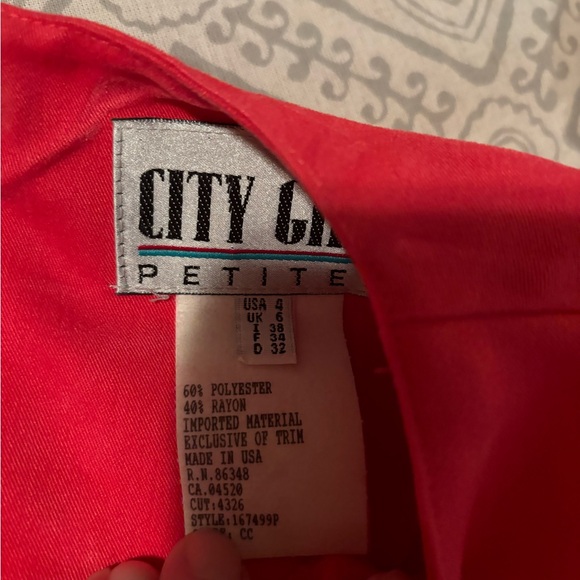 CITY
PETITE
USA 4
UK 6
I 38
F 34
D 32
60% POLYESTER
40% RAYON
IMPORTED MATERIAL
EXCLUSIVE OF TRIM
MADE IN USA
R.N.86348
CA.04520
CUT:4326
STYLE:167499P
CC